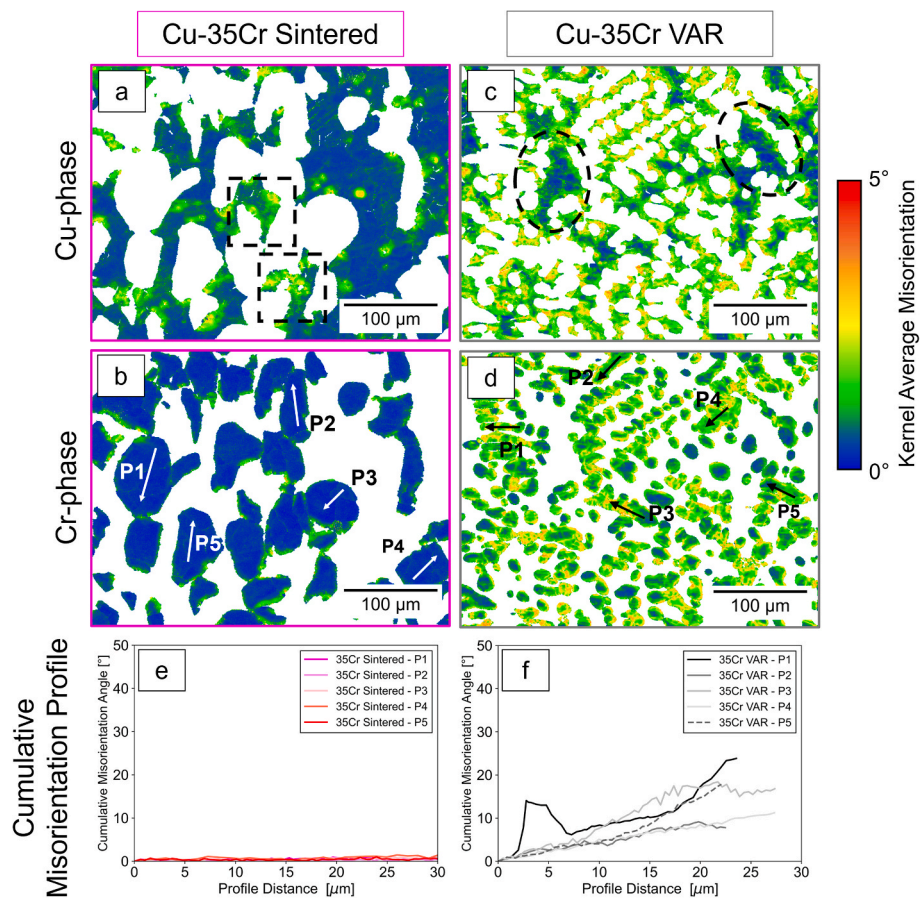 Cu-35Cr Sintered
Cu-35Cr VAR
Cu-phase
a
100 µm
c
100 µm
5°
0°
Kernel Average Misorientation
Cr-phase
b
P1
P2
P3
P4
P5
100 µm
d
P2
P4
P1
P3
P5
100 µm
Cumulative
Misorientation Profile
e
Cumulative Misorientation Angle [°]
50
40
30
20
10
0
35Cr Sintered - P1
35Cr Sintered - P2
35Cr Sintered - P3
35Cr Sintered - P4
35Cr Sintered - P5
0 5 10 15 20 25 30
Profile Distance [µm]
f
Cumulative Misorientation Angle [°]
50
40
30
20
10
0
35Cr VAR - P1
35Cr VAR - P2
35Cr VAR - P3
35Cr VAR - P4
35Cr VAR - P5
0 5 10 15 20 25 30
Profile Distance [µm]